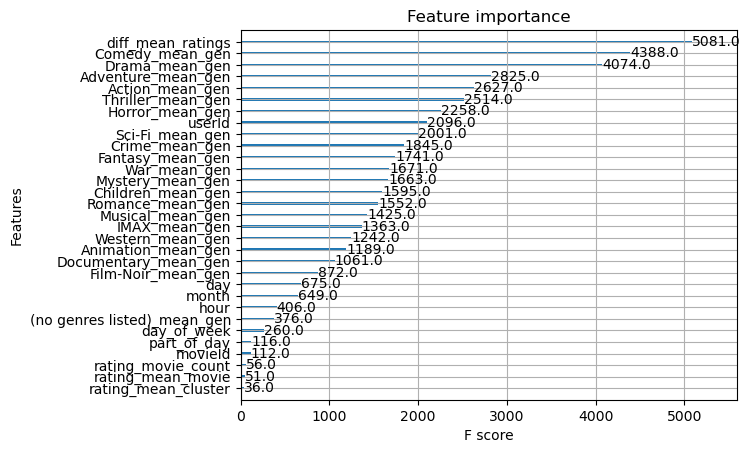 Feature importance
Features
diff_mean_ratings 5081.0
Comedy_mean_gen 4388.0
Drama_mean_gen 4074.0
Adventure_mean_gen 2825.0
Action_mean_gen 2627.0
Thriller_mean_gen 2514.0
Horror_mean_gen 2258.0
userId 2096.0
Sci-Fi_mean_gen 2001.0
Crime_mean_gen 1845.0
Fantasy_mean_gen 1741.0
War_mean_gen 1671.0
Mystery_mean_gen 1663.0
Children_mean_gen 1595.0
Romance_mean_gen 1552.0
Musical_mean_gen 1425.0
IMAX_mean_gen 1363.0
Western_mean_gen 1242.0
Animation_mean_gen 1189.0
Documentary_mean_gen 1061.0
Film-Noir_mean_gen 872.0
day 675.0
month 649.0
hour 406.0
(no genres listed)_mean_gen 376.0
day_of_week 260.0
part_of_day 116.0
movieId 112.0
rating_movie_count 56.0
rating_mean_movie 51.0
rating_mean_cluster 36.0
0 1000 2000 3000 4000 5000
F score